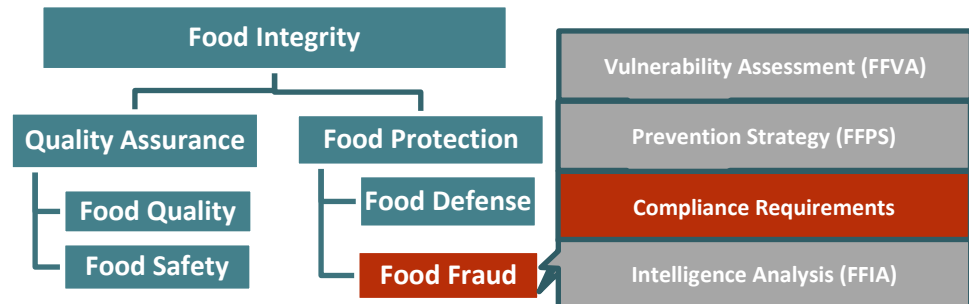 Food Integrity
Quality Assurance
Food Quality
Food Safety
Food Protection
Food Defense
Food Fraud
Vulnerability Assessment (FFVA)
Prevention Strategy (FFPS)
Compliance Requirements
Intelligence Analysis (FFIA)